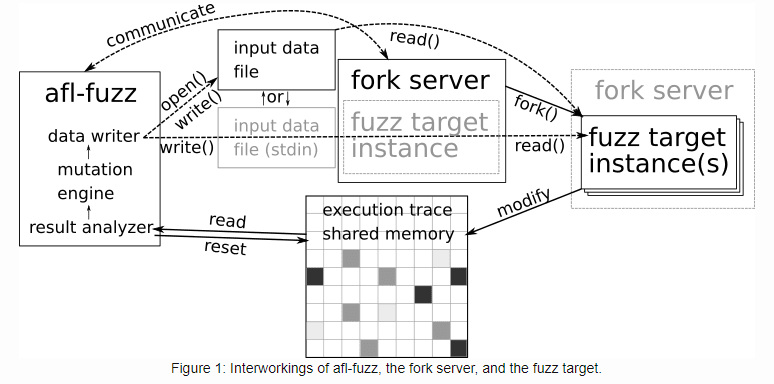 communicate
read()
input data
file
open()
write()
or
afl-fuzz
data writer
mutation
engine
result analyzer
input data
file (stdin)
write()
fork server
fuzz target
instance
read()
fork()
fork server
fuzz target
instance(s)
modify
read
reset
execution trace
shared memory
Figure 1: Interworkings of afl-fuzz, the fork server, and the fuzz target.